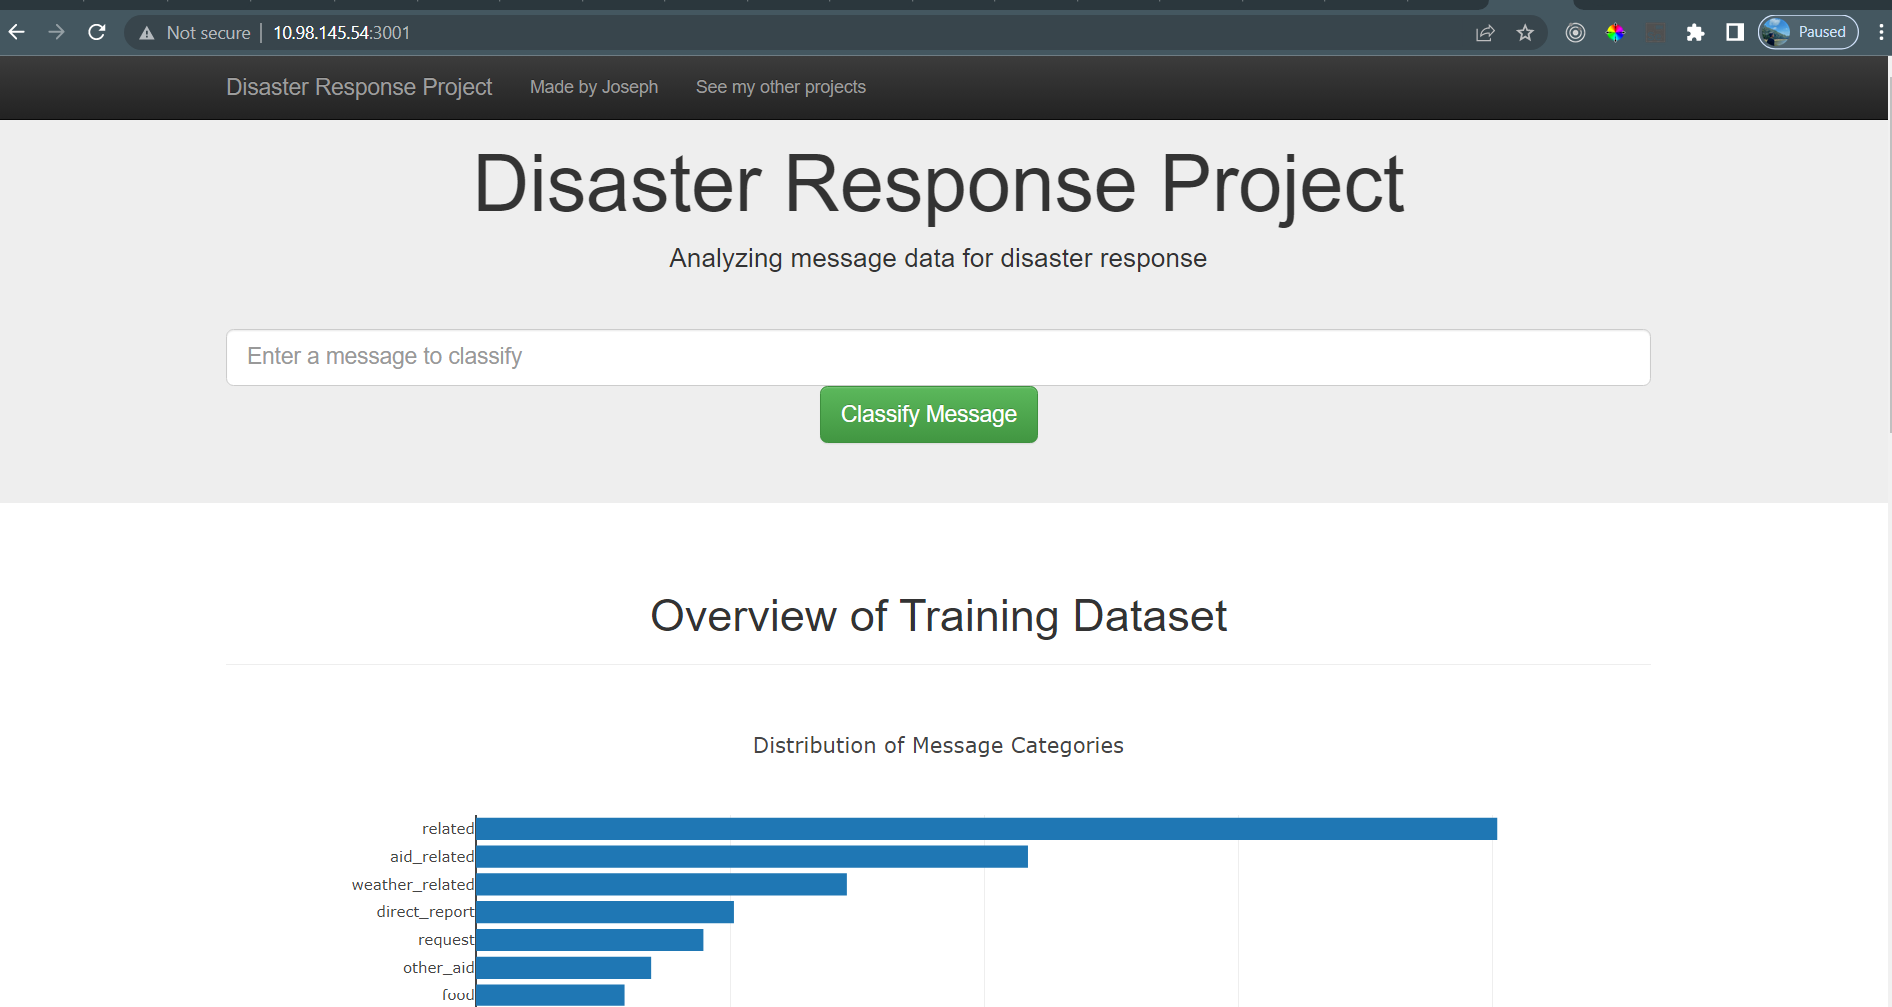 Not secure | 10.98.145.54:3001
Paused
Disaster Response Project Made by Joseph See my other projects
Disaster Response Project
Analyzing message data for disaster response
Enter a message to classify
Classify Message
Overview of Training Dataset
Distribution of Message Categories
related
aid_related
weather_related
direct_report
request
other_aid
food